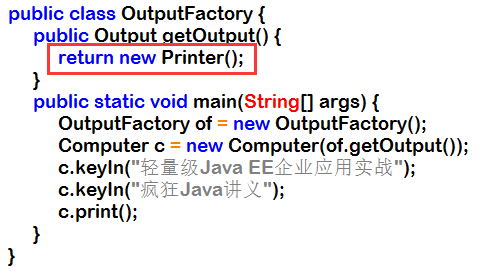 public class OutputFactory {
    public Output getOutput() {
        return new Printer();
    }
    public static void main(String[] args) {
        OutputFactory of = new OutputFactory();
        Computer c = new Computer(of.getOutput());
        c.keyIn("轻量级Java EE企业应用实战");
        c.keyIn("疯狂Java讲义");
        c.print();
    }
}